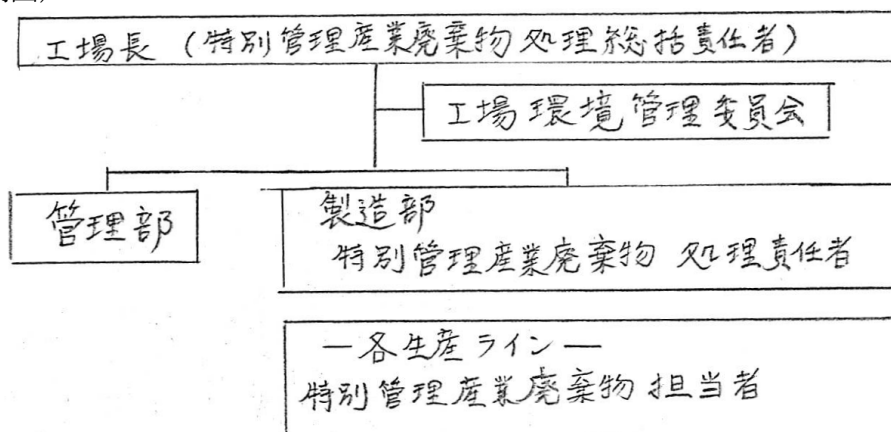 工場長（特別管理産業廃棄物処理総括責任者）
工場環境管理委員会
管理部
製造部
特別管理産業廃棄物 処理責任者
―各生産ライン―
特別管理産業廃棄物担当者